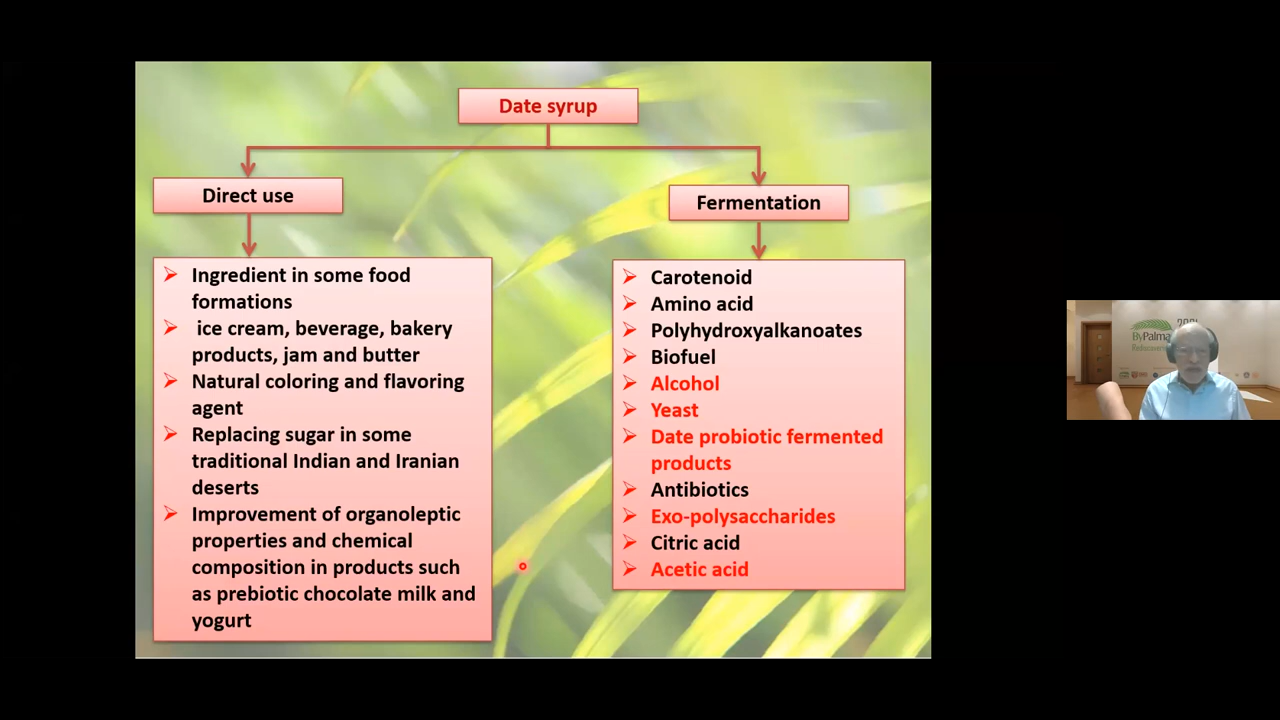 Date syrup
Direct use
Ingredient in some food
formations
ice cream, beverage, bakery
products, jam and butter
Natural coloring and flavoring
agent
Replacing sugar in some
traditional Indian and Iranian
deserts
Improvement of organoleptic
properties and chemical
composition in products such
as prebiotic chocolate milk and
yogurt
Fermentation
Carotenoid
Amino acid
Polyhydroxyalkanoates
Biofuel
Alcohol
Yeast
Date probiotic fermented
products
Antibiotics
Exo-polysaccharides
Citric acid
Acetic acid
ByPalma